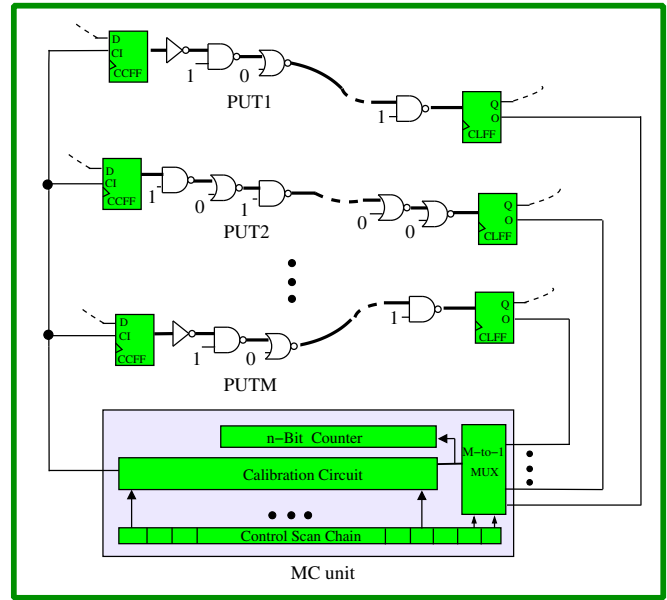 D
CI
CCFF
1
0
PUT1
1
Q
O
CLFF
D
CI
CCFF
1
0
1
PUT2
0
0
Q
O
CLFF
D
CI
CCFF
1
0
PUTM
1
Q
O
CLFF
n−Bit Counter
Calibration Circuit
M−to−1
MUX
Control Scan Chain
MC unit